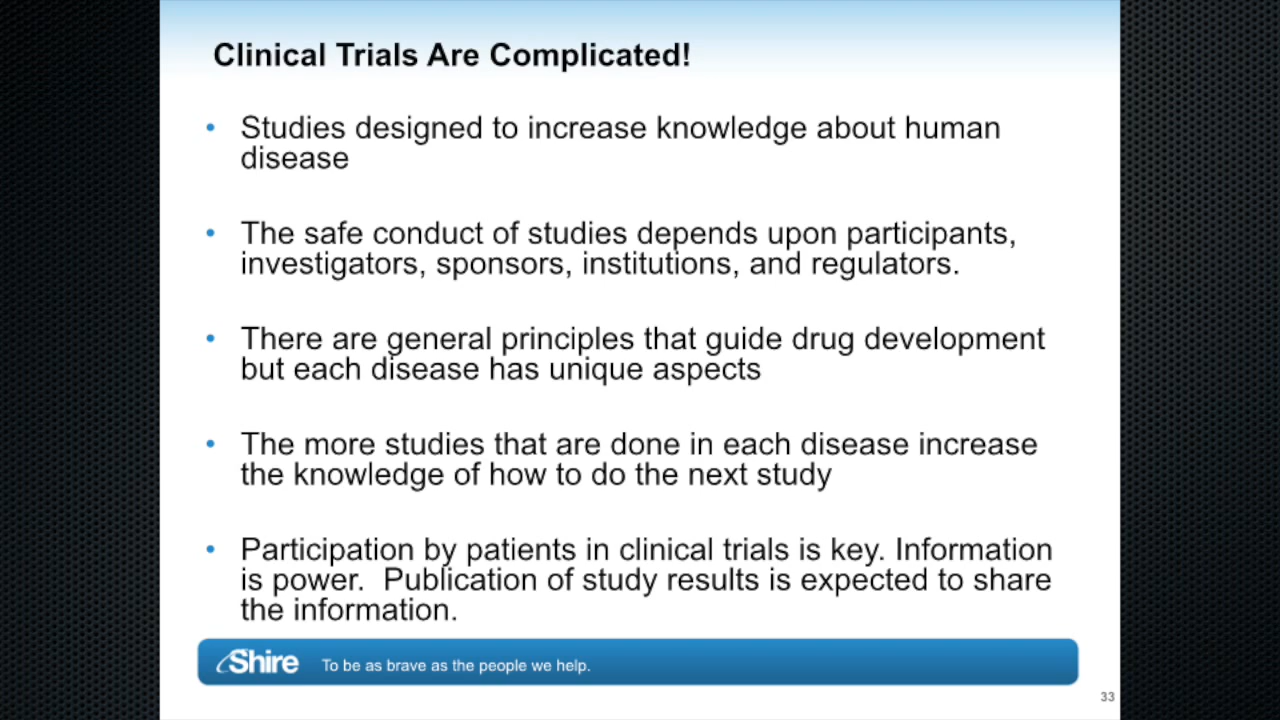 Clinical Trials Are Complicated!
• Studies designed to increase knowledge about human
disease
• The safe conduct of studies depends upon participants,
investigators, sponsors, institutions, and regulators.
• There are general principles that guide drug development
but each disease has unique aspects
• The more studies that are done in each disease increase
the knowledge of how to do the next study
• Participation by patients in clinical trials is key. Information
is power.  Publication of study results is expected to share
the information.
Shire To be as brave as the people we help.
33